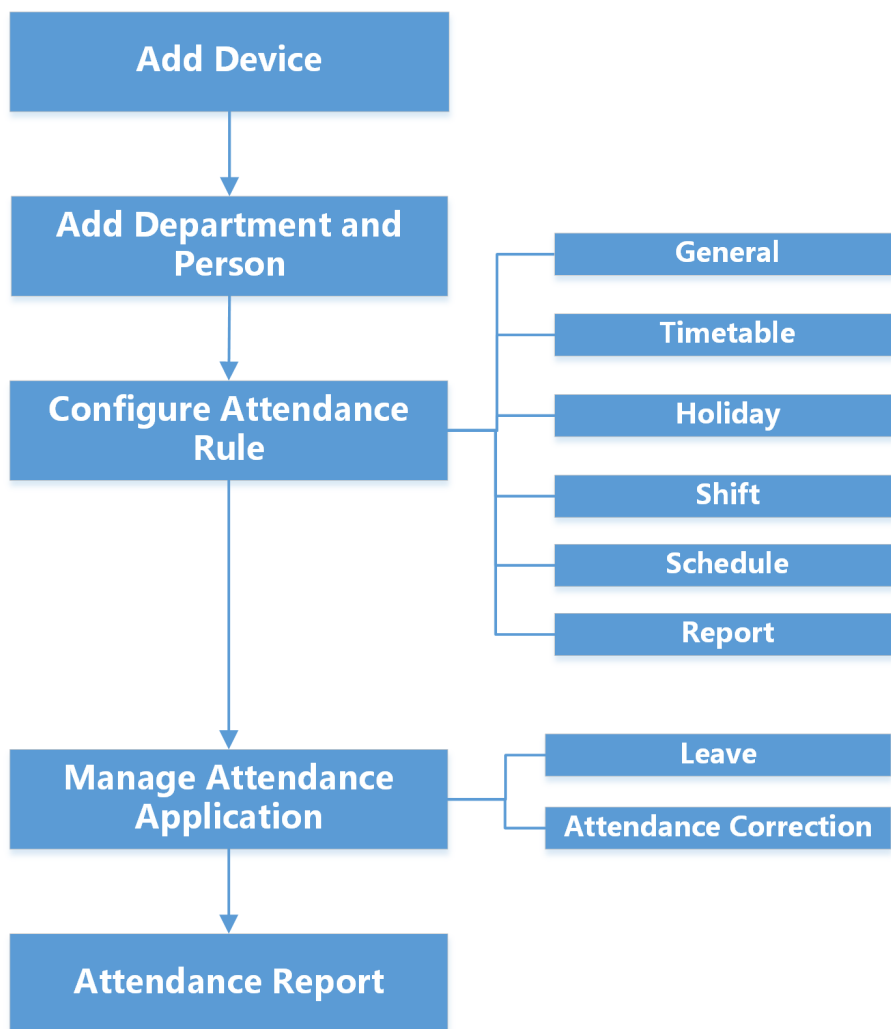 Add Device
Add Department and
Person
Configure Attendance
Rule
General
Timetable
Holiday
Shift
Schedule
Report
Manage Attendance
Application
Leave
Attendance Correction
Attendance Report